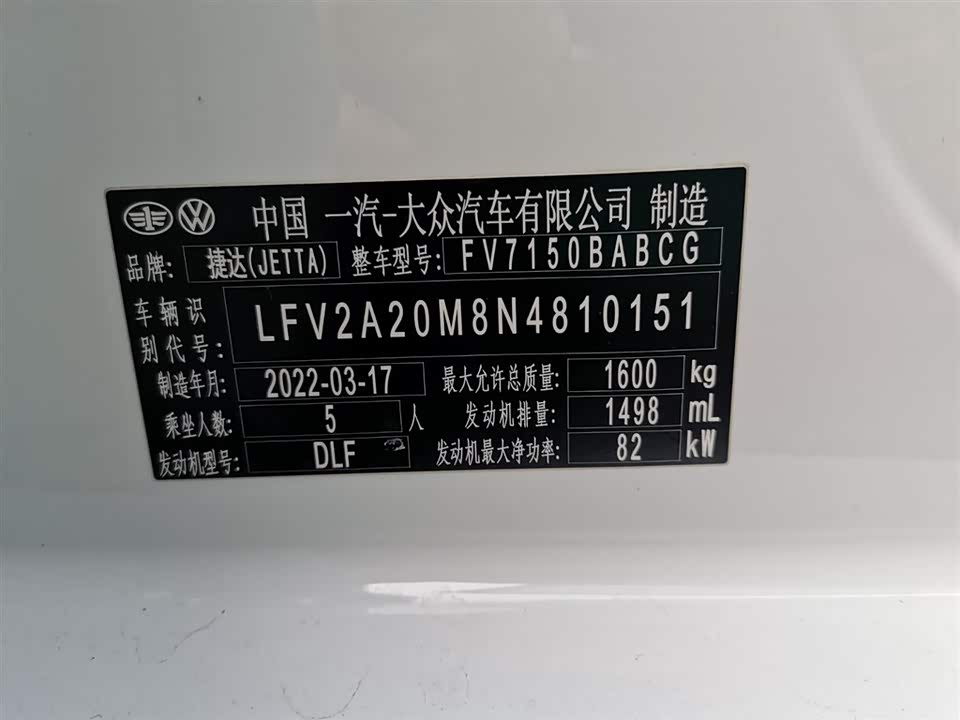 中国 一汽-大众汽车有限公司 制造
品牌: 捷达(JETTA) 整车型号: FV7150BABCG
车辆识别代号: LFV2A20M8N4810151
制造年月: 2022-03-17 最大允许总质量: 1600 kg
乘坐人数: 5 人 发动机排量: 1498 mL
发动机型号: DLF 发动机最大净功率: 82 kW